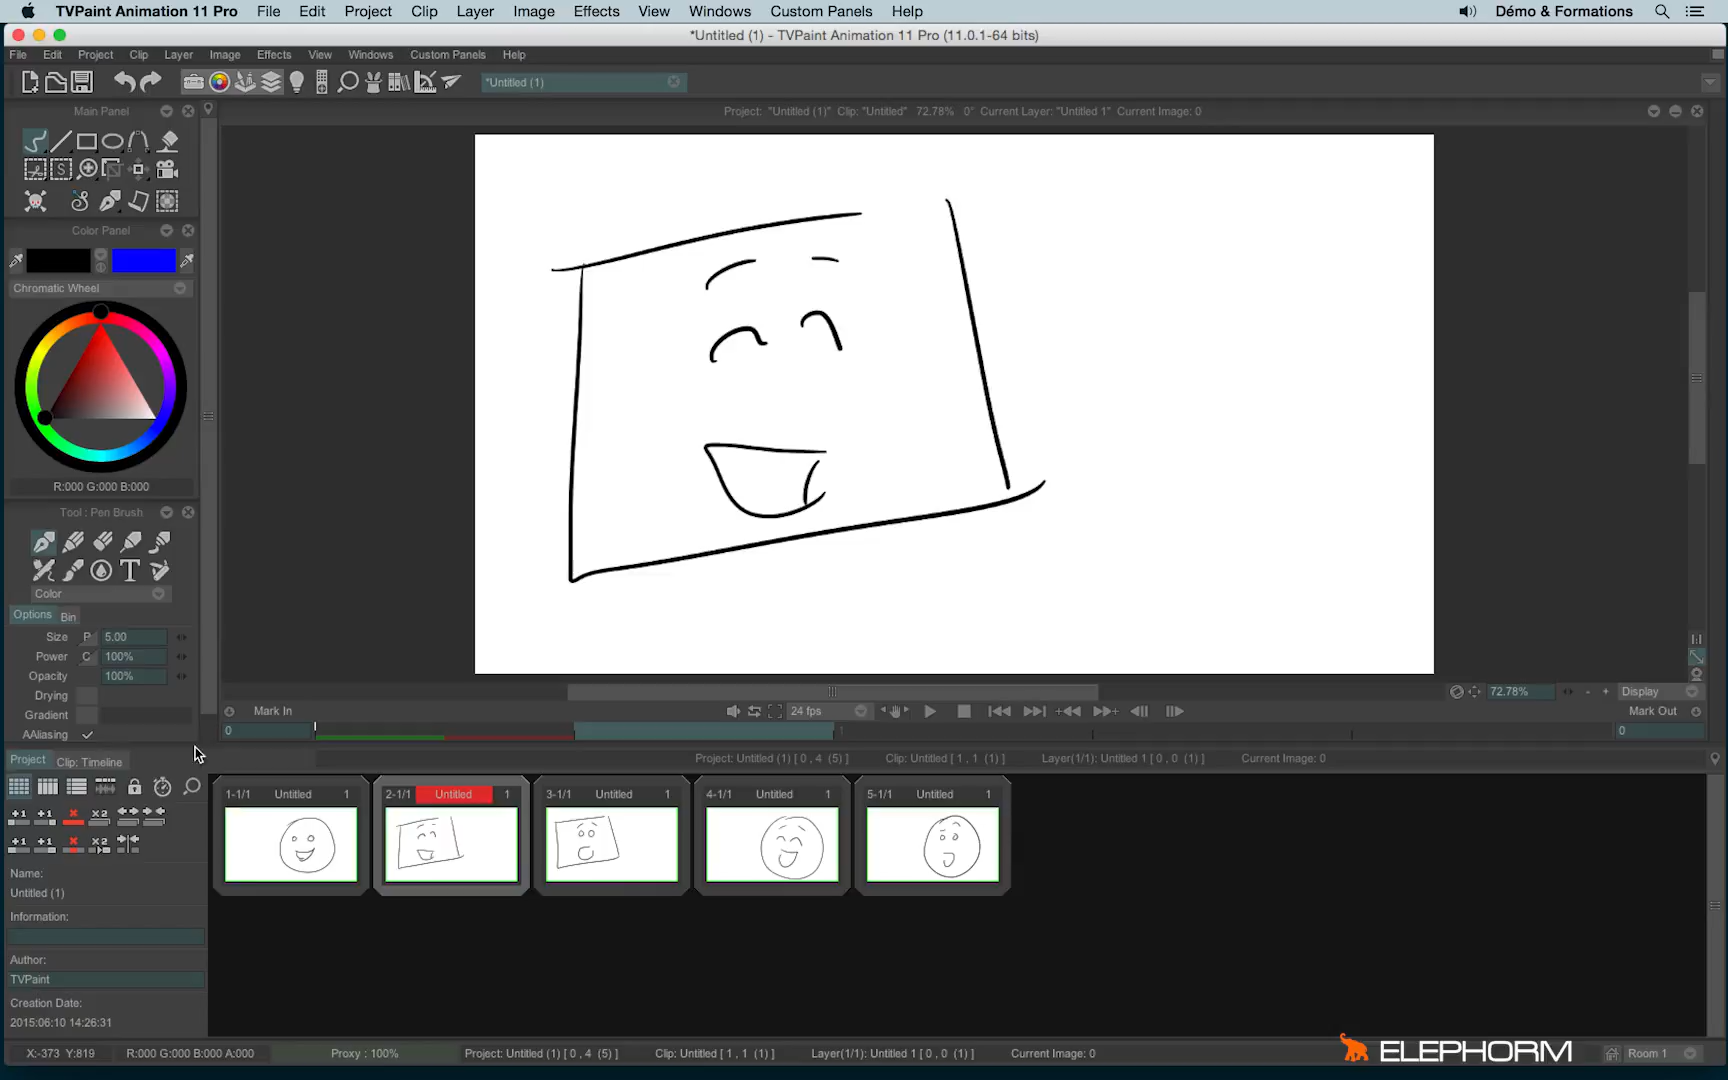 TVPaint Animation 11 Pro File Edit Project Clip Layer Image Effects View Windows Custom Panels Help Démo & Formations
*Untitled (1) - TVPaint Animation 11 Pro (11.0.1-64 bits)
File Edit Project Clip Layer Image Effects View Windows Custom Panels Help
*Untitled (1)
Main Panel
Project: "Untitled (1)" Clip: "Untitled" 72.78% 0° Current Layer: "Untitled 1" Current Image: 0
Color Panel
Chromatic Wheel
R:000 G:000 B:000
Tool : Pen Brush
T
Color
Options Bin
Size P 5.00
Power C 100%
Opacity 100%
Drying
Gradient
AAliasing
72.78% - + Display
Mark In 24 fps Mark Out
0 1 0
Project Clip: Timeline
Project: Untitled (1) [ 0 , 4 (5) ] Clip: Untitled [ 1 , 1 (1) ] Layer(1/1): Untitled 1 [ 0 , 0 (1) ] Current Image: 0
1-1/1 Untitled 1 2-1/1 Untitled 1 3-1/1 Untitled 1 4-1/1 Untitled 1 5-1/1 Untitled 1
+1 +1 x X2
+1 +1 x X2
Name:
Untitled (1)
Information:
Author:
TVPaint
Creation Date:
2015:06:10 14:26:31
X:-373 Y:819 R:000 G:000 B:000 A:000 Proxy : 100% Project: Untitled (1) [ 0 , 4 (5) ] Clip: Untitled [ 1 , 1 (1) ] Layer(1/1): Untitled 1 [ 0 , 0 (1) ] Current Image: 0 ELEPHORM Room 1